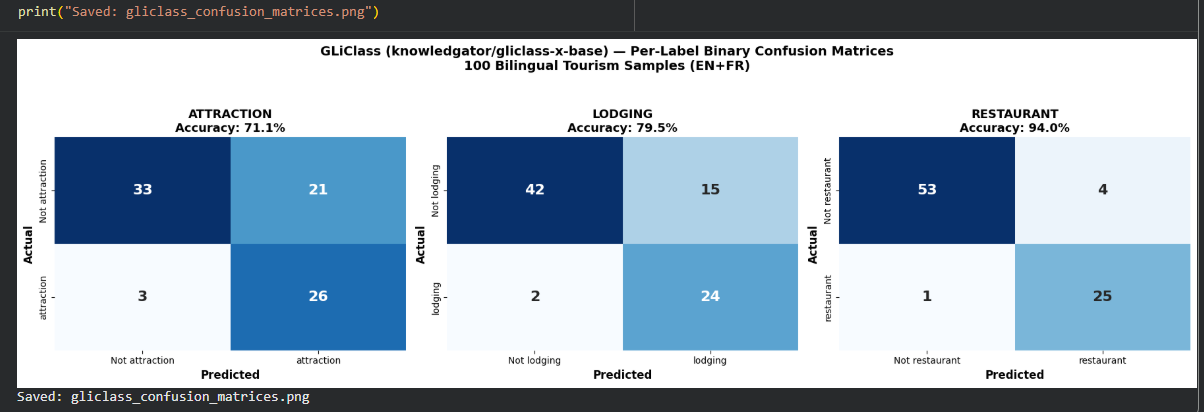 print("Saved: gliclass_confusion_matrices.png")
GLiClass (knowledgator/gliclass-x-base) — Per-Label Binary Confusion Matrices
100 Bilingual Tourism Samples (EN+FR)
ATTRACTION
Accuracy: 71.1%
Actual
Not attraction
attraction
33
21
3
26
Not attraction
attraction
Predicted
LODGING
Accuracy: 79.5%
Actual
Not lodging
lodging
42
15
2
24
Not lodging
lodging
Predicted
RESTAURANT
Accuracy: 94.0%
Actual
Not restaurant
restaurant
53
4
1
25
Not restaurant
restaurant
Predicted
Saved: gliclass_confusion_matrices.png